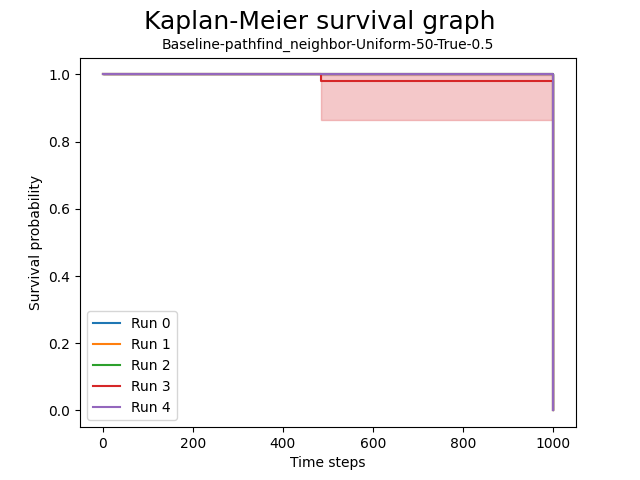 Kaplan-Meier survival graph
Baseline-pathfind_neighbor-Uniform-50-True-0.5
1.0
0.8
0.6
0.4
0.2
0.0
Survival probability
Run 0
Run 1
Run 2
Run 3
Run 4
0 200 400 600 800 1000
Time steps